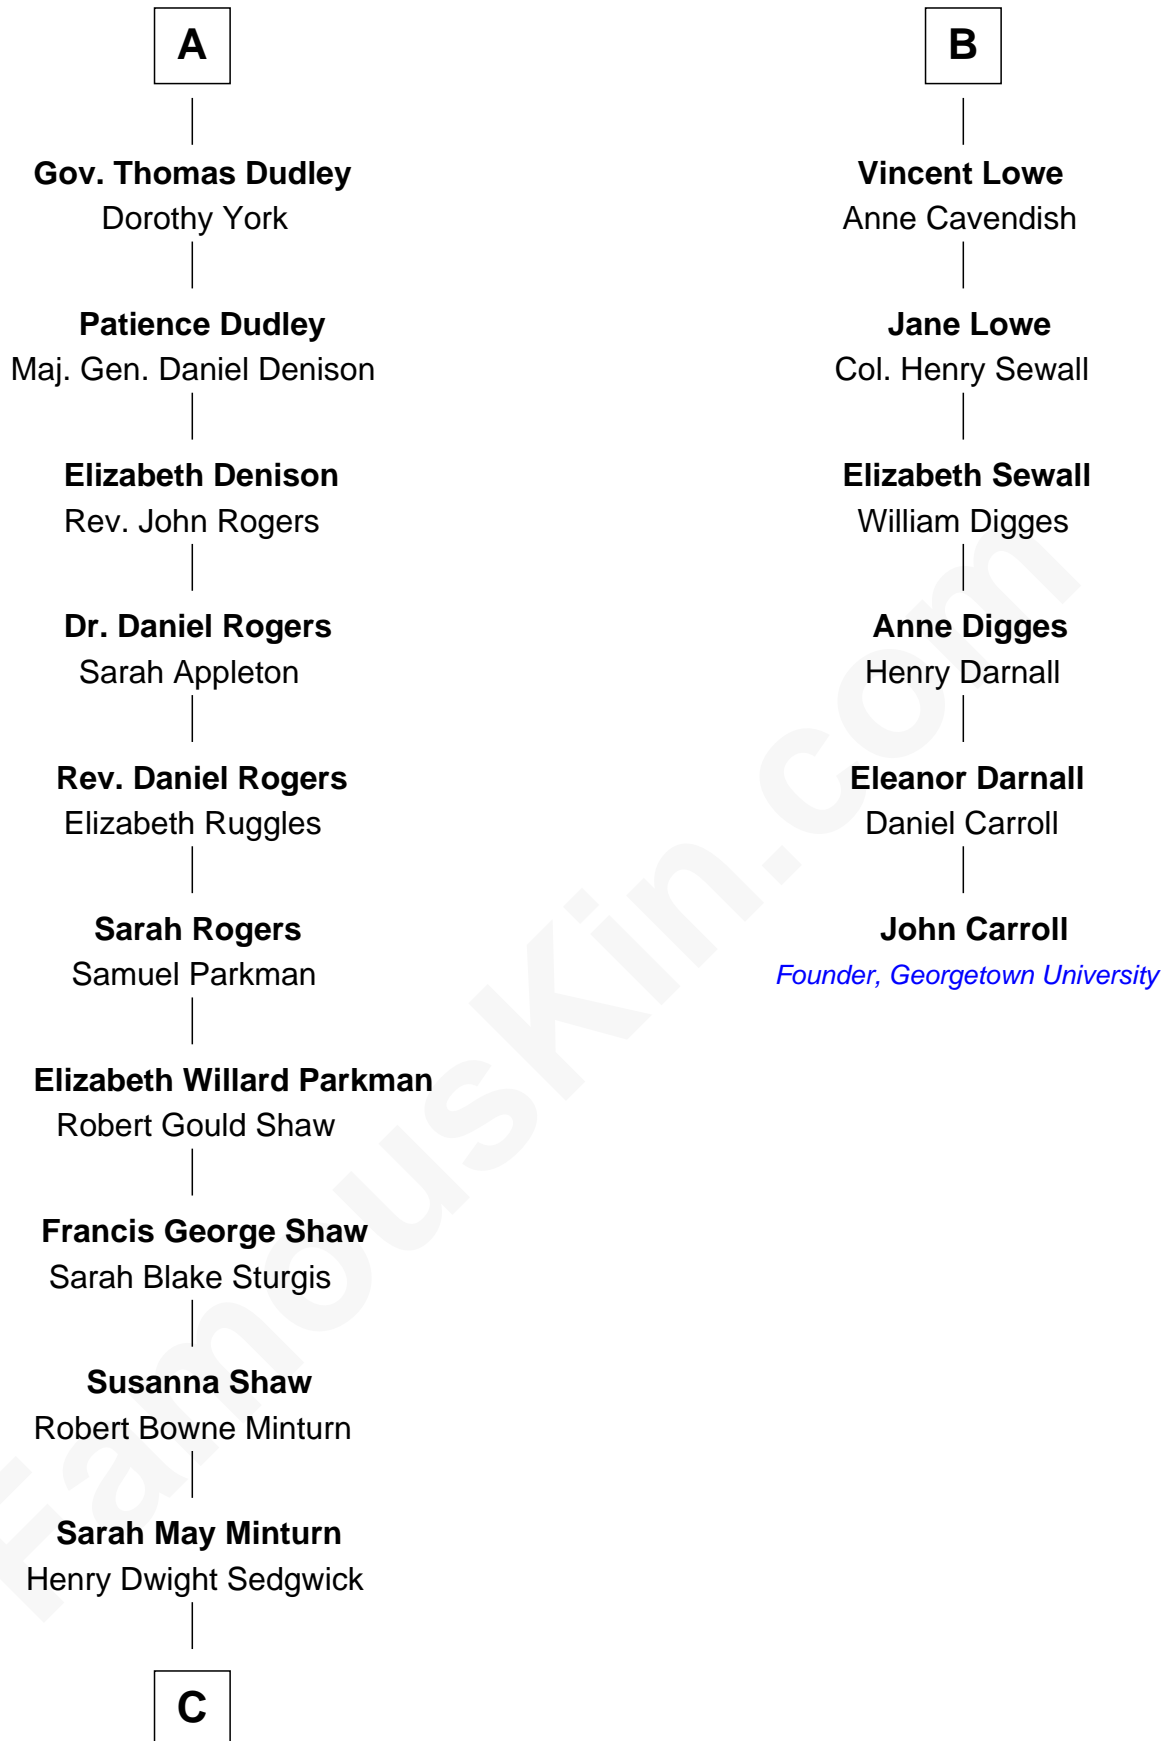 A
Gov. Thomas Dudley
Dorothy York
Patience Dudley
Maj. Gen. Daniel Denison
Elizabeth Denison
Rev. John Rogers
Dr. Daniel Rogers
Sarah Appleton
Rev. Daniel Rogers
Elizabeth Ruggles
Sarah Rogers
Samuel Parkman
Elizabeth Willard Parkman
Robert Gould Shaw
Francis George Shaw
Sarah Blake Sturgis
Susanna Shaw
Robert Bowne Minturn
Sarah May Minturn
Henry Dwight Sedgwick
C
B
Vincent Lowe
Anne Cavendish
Jane Lowe
Col. Henry Sewall
Elizabeth Sewall
William Digges
Anne Digges
Henry Darnall
Eleanor Darnall
Daniel Carroll
John Carroll
Founder, Georgetown University
FamousKin.com